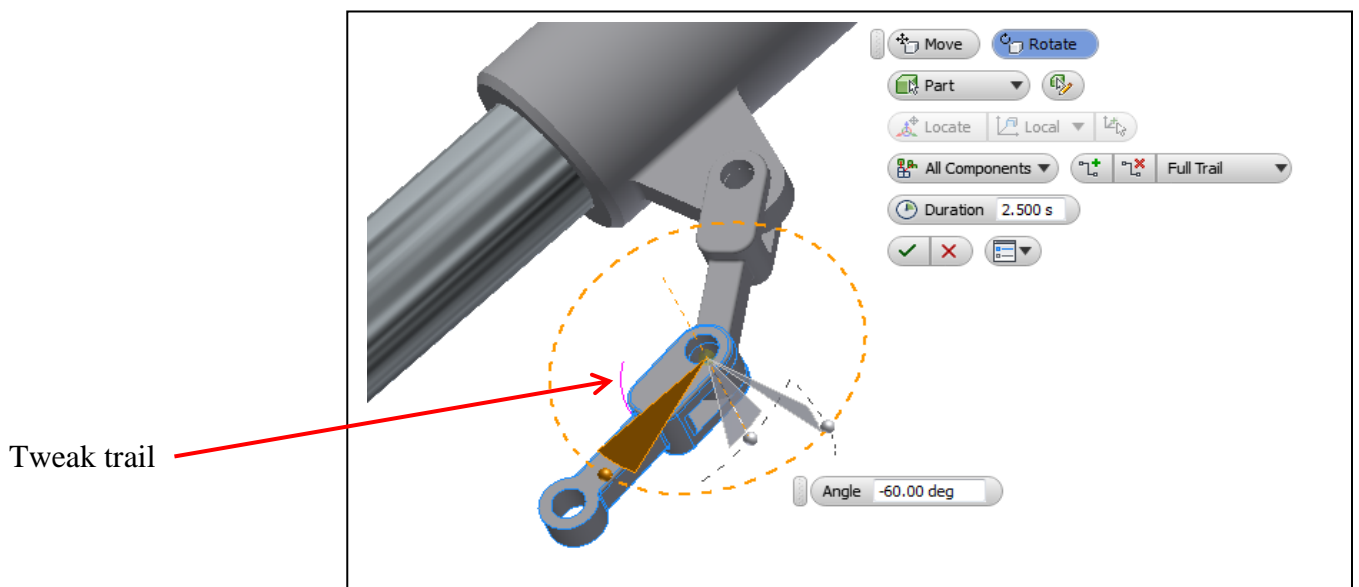 Move Rotate
Part
Locate Local
All Components Full Trail
Duration 2.500 s
Tweak trail
Angle -60.00 deg